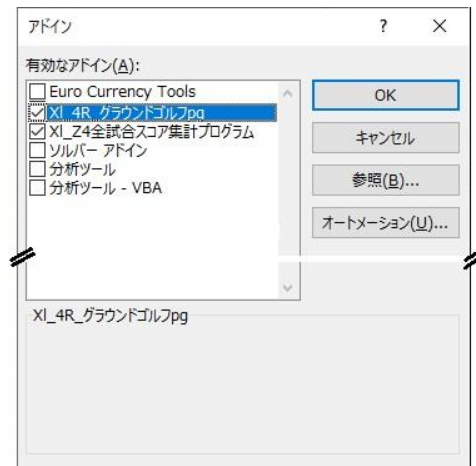 アドイン ? ×
有効なアドイン(A):
Euro Currency Tools
Xl_4R_グラウンドゴルフpg
Xl_Z4全試合スコア集計プログラム
ソルバー アドイン
分析ツール
分析ツール - VBA
OK
キャンセル
参照(B)...
オートメーション(U)...
Xl_4R_グラウンドゴルフpg